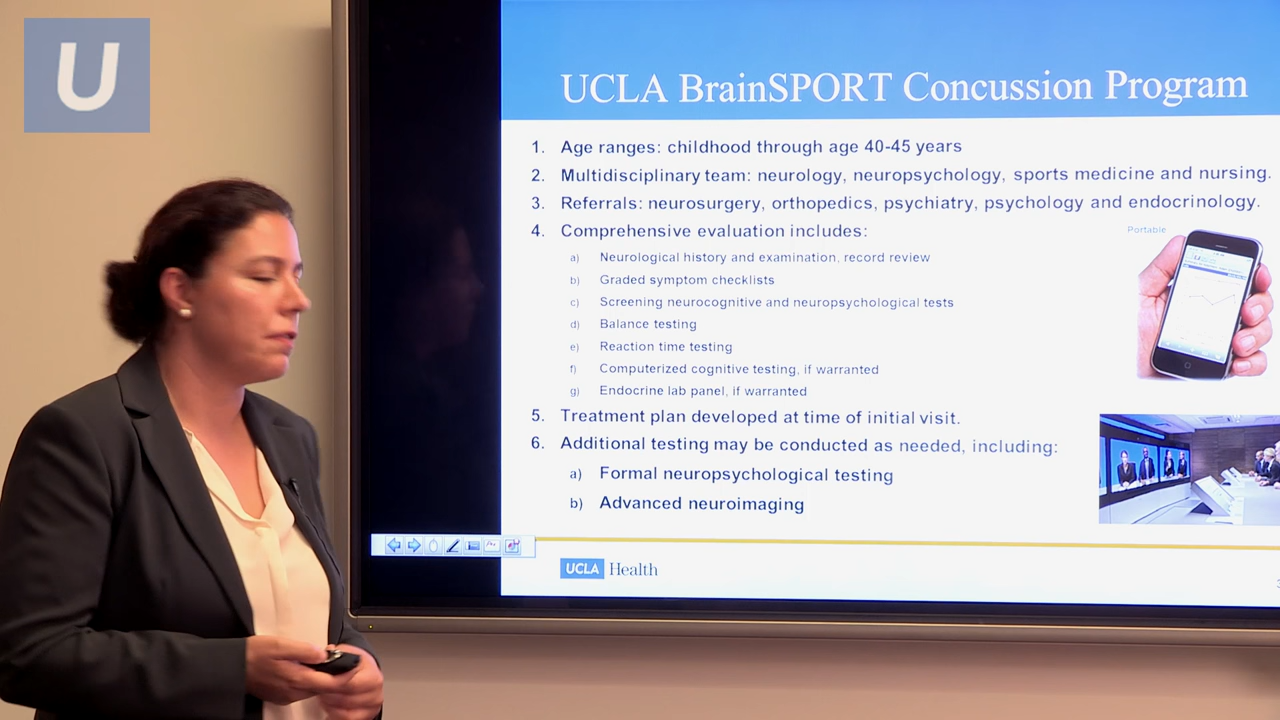 U
UCLA BrainSPORT Concussion Program
1. Age ranges: childhood through age 40-45 years
2. Multidisciplinary team: neurology, neuropsychology, sports medicine and nursing.
3. Referrals: neurosurgery, orthopedics, psychiatry, psychology and endocrinology.
4. Comprehensive evaluation includes:
Portable
a) Neurological history and examination, record review
b) Graded symptom checklists
c) Screening neurocognitive and neuropsychological tests
d) Balance testing
e) Reaction time testing
f) Computerized cognitive testing, if warranted
g) Endocrine lab panel, if warranted
5. Treatment plan developed at time of initial visit.
6. Additional testing may be conducted as needed, including:
a) Formal neuropsychological testing
b) Advanced neuroimaging
UCLA Health